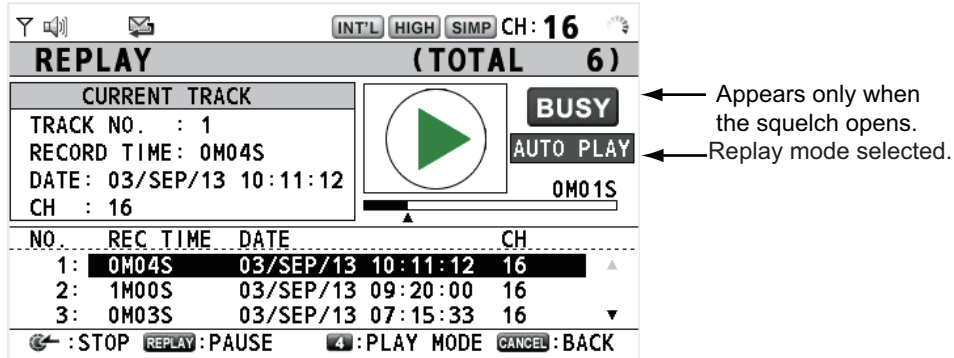 INT'L HIGH SIMP CH: 16
REPLAY (TOTAL 6)
CURRENT TRACK
TRACK NO. : 1
RECORD TIME: 0M04S
DATE: 03/SEP/13 10:11:12
CH : 16
BUSY
AUTO PLAY
0M01S
Appears only when
the squelch opens.
Replay mode selected.
NO. REC TIME DATE CH
1: 0M04S 03/SEP/13 10:11:12 16
2: 1M00S 03/SEP/13 09:20:00 16
3: 0M03S 03/SEP/13 07:15:33 16
:STOP REPLAY:PAUSE 4:PLAY MODE CANCEL:BACK